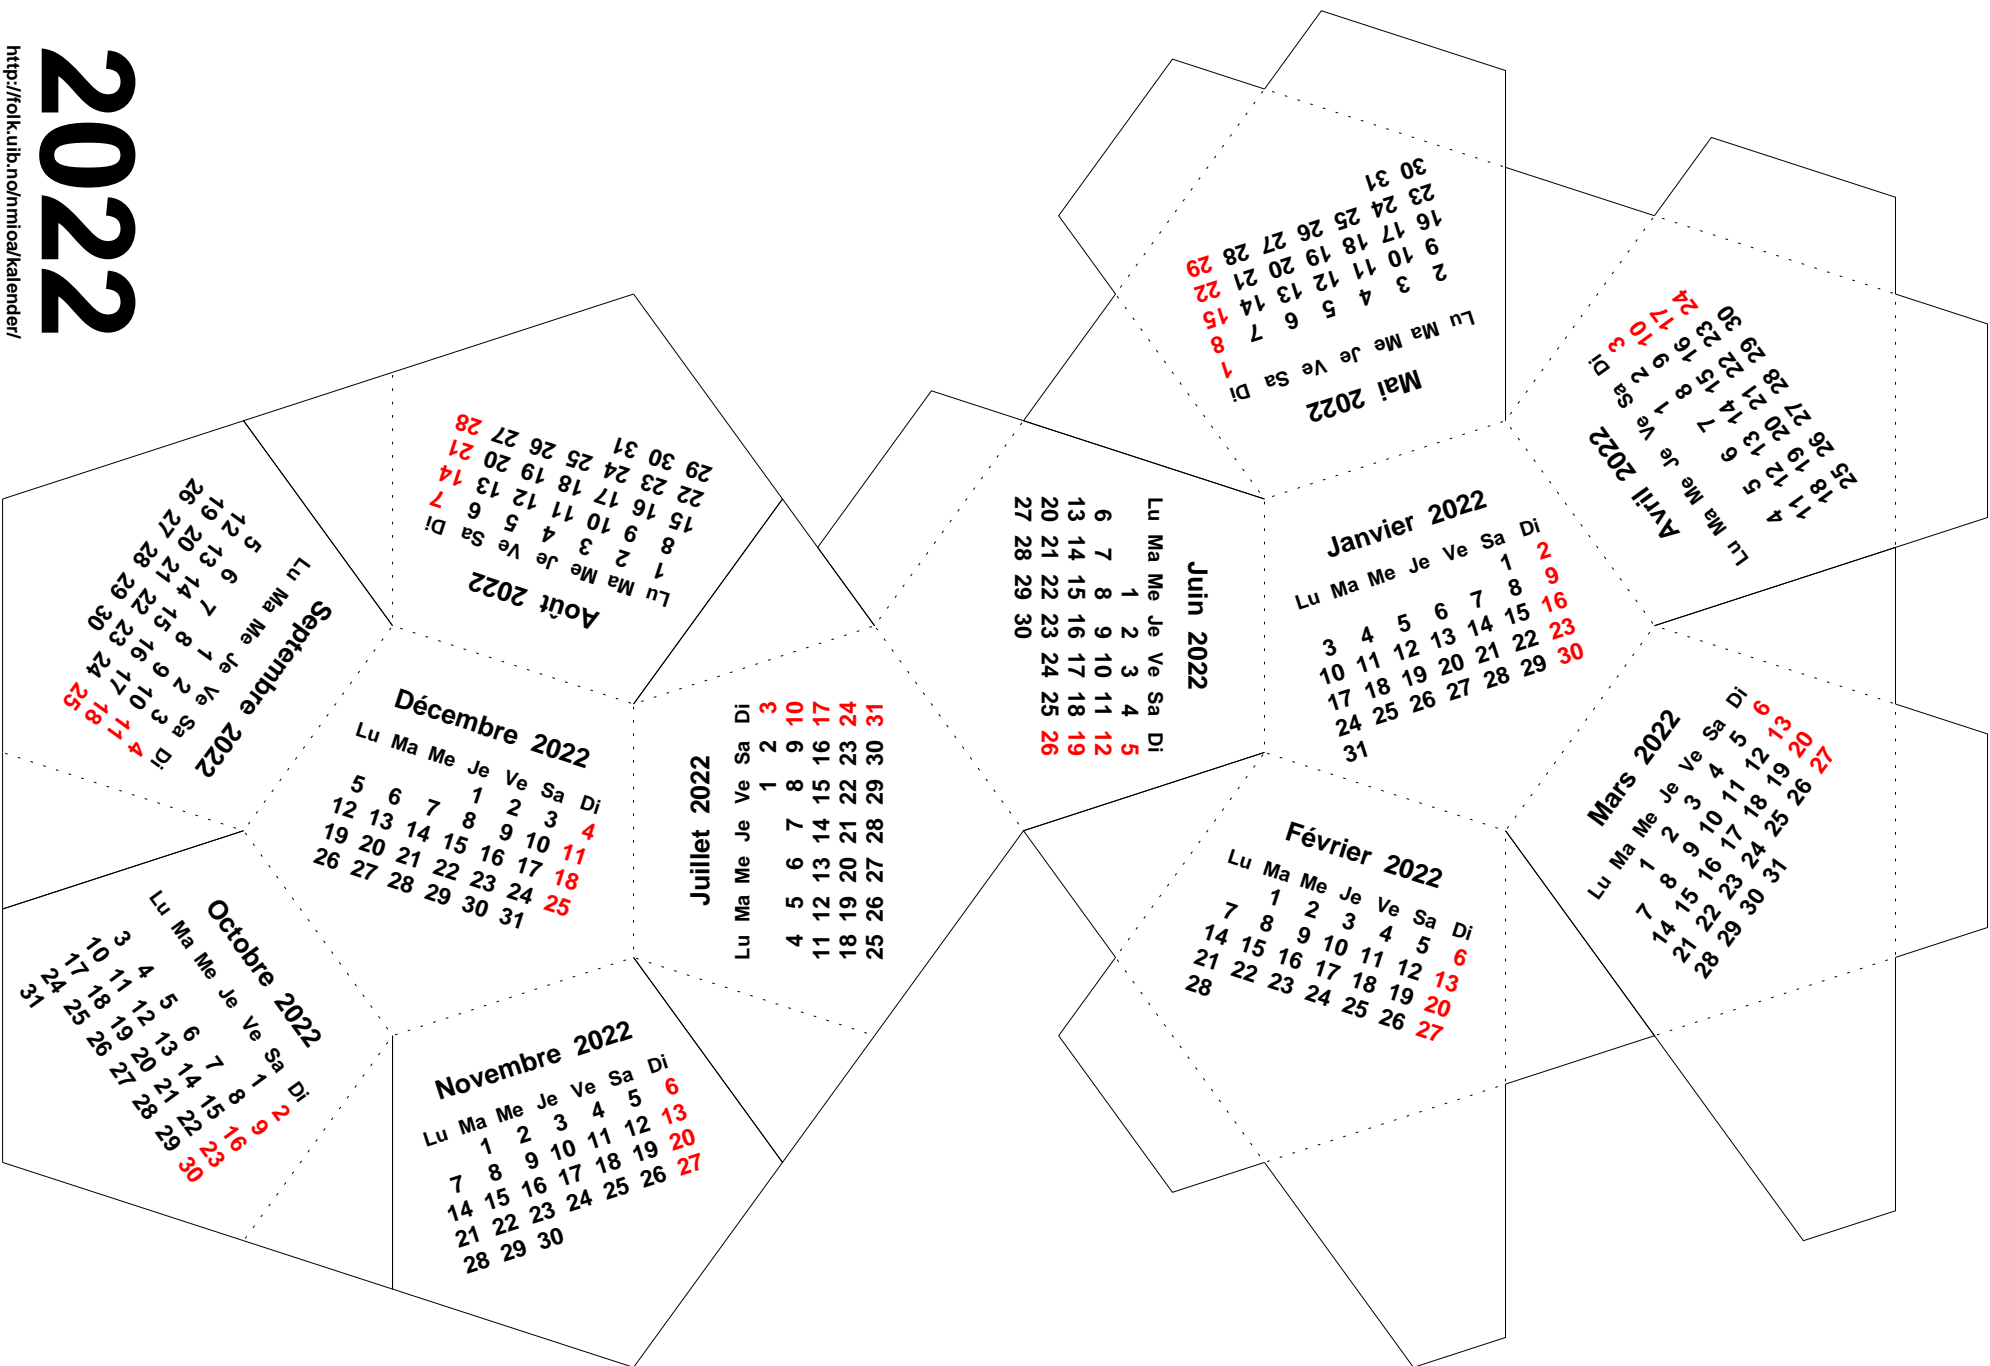 2022
http://folk.uib.no/nmioa/kalender/
Janvier 2022
Lu Ma Me Je Ve Sa Di
1 2
3 4 5 6 7 8 9
10 11 12 13 14 15 16
17 18 19 20 21 22 23
24 25 26 27 28 29 30
31
Février 2022
Lu Ma Me Je Ve Sa Di
1 2 3 4 5 6
7 8 9 10 11 12 13
14 15 16 17 18 19 20
21 22 23 24 25 26 27
28
Mars 2022
Lu Ma Me Je Ve Sa Di
1 2 3 4 5 6
7 8 9 10 11 12 13
14 15 16 17 18 19 20
21 22 23 24 25 26 27
28 29 30 31
Avril 2022
Lu Ma Me Je Ve Sa Di
1 2 3
4 5 6 7 8 9 10
11 12 13 14 15 16 17
18 19 20 21 22 23 24
25 26 27 28 29 30
Mai 2022
Lu Ma Me Je Ve Sa Di
1
2 3 4 5 6 7 8
9 10 11 12 13 14 15
16 17 18 19 20 21 22
23 24 25 26 27 28 29
30 31
Juin 2022
Lu Ma Me Je Ve Sa Di
1 2 3 4 5
6 7 8 9 10 11 12
13 14 15 16 17 18 19
20 21 22 23 24 25 26
27 28 29 30
Juillet 2022
Lu Ma Me Je Ve Sa Di
1 2 3
4 5 6 7 8 9 10
11 12 13 14 15 16 17
18 19 20 21 22 23 24
25 26 27 28 29 30 31
Août 2022
Lu Ma Me Je Ve Sa Di
1 2 3 4 5 6 7
8 9 10 11 12 13 14
15 16 17 18 19 20 21
22 23 24 25 26 27 28
29 30 31
Septembre 2022
Lu Ma Me Je Ve Sa Di
1 2 3 4
5 6 7 8 9 10 11
12 13 14 15 16 17 18
19 20 21 22 23 24 25
26 27 28 29 30
Octobre 2022
Lu Ma Me Je Ve Sa Di
1 2
3 4 5 6 7 8 9
10 11 12 13 14 15 16
17 18 19 20 21 22 23
24 25 26 27 28 29 30
31
Novembre 2022
Lu Ma Me Je Ve Sa Di
1 2 3 4 5 6
7 8 9 10 11 12 13
14 15 16 17 18 19 20
21 22 23 24 25 26 27
28 29 30
Décembre 2022
Lu Ma Me Je Ve Sa Di
1 2 3 4
5 6 7 8 9 10 11
12 13 14 15 16 17 18
19 20 21 22 23 24 25
26 27 28 29 30 31